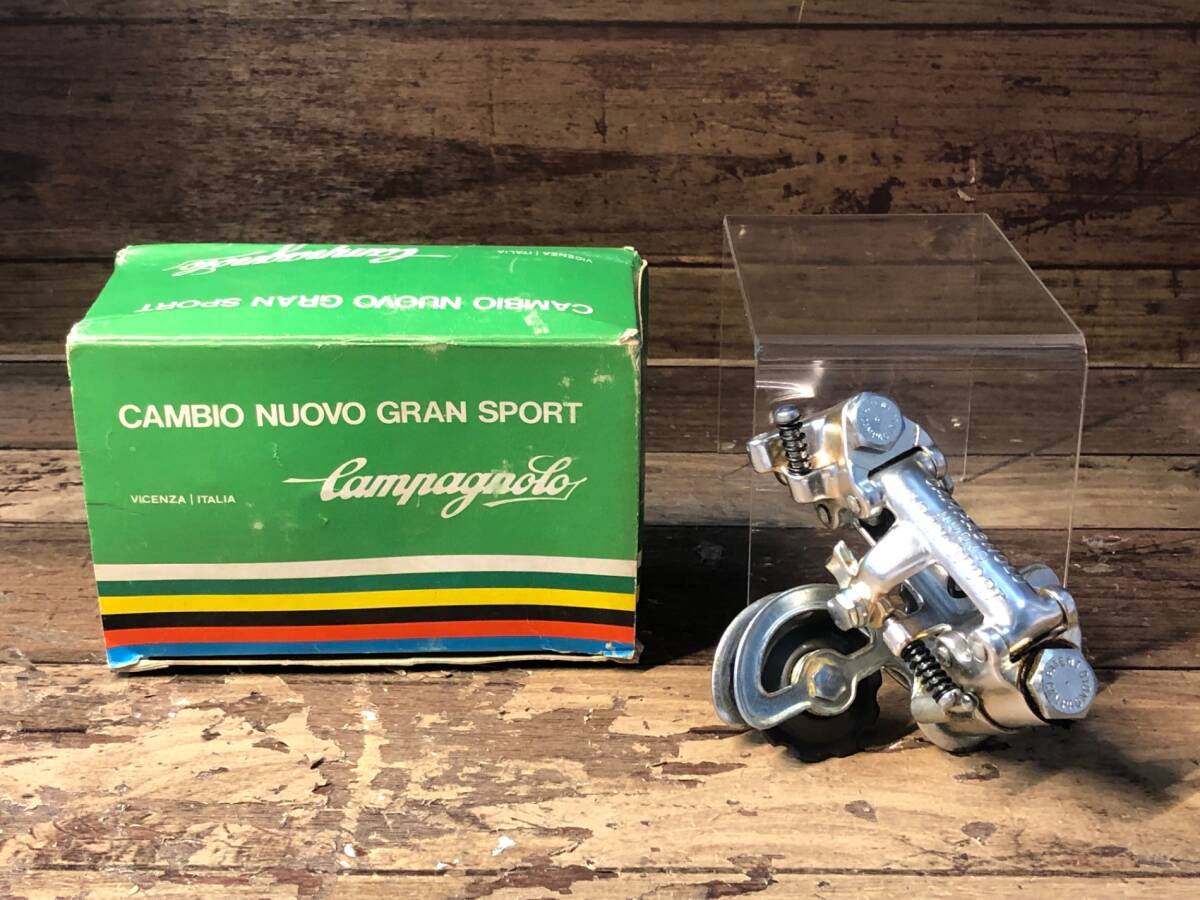 Campagnolo
VICENZA | ITALIA
CAMBIO NUOVO GRAN SPORT
CAMBIO NUOVO GRAN SPORT
Campagnolo
VICENZA | ITALIA